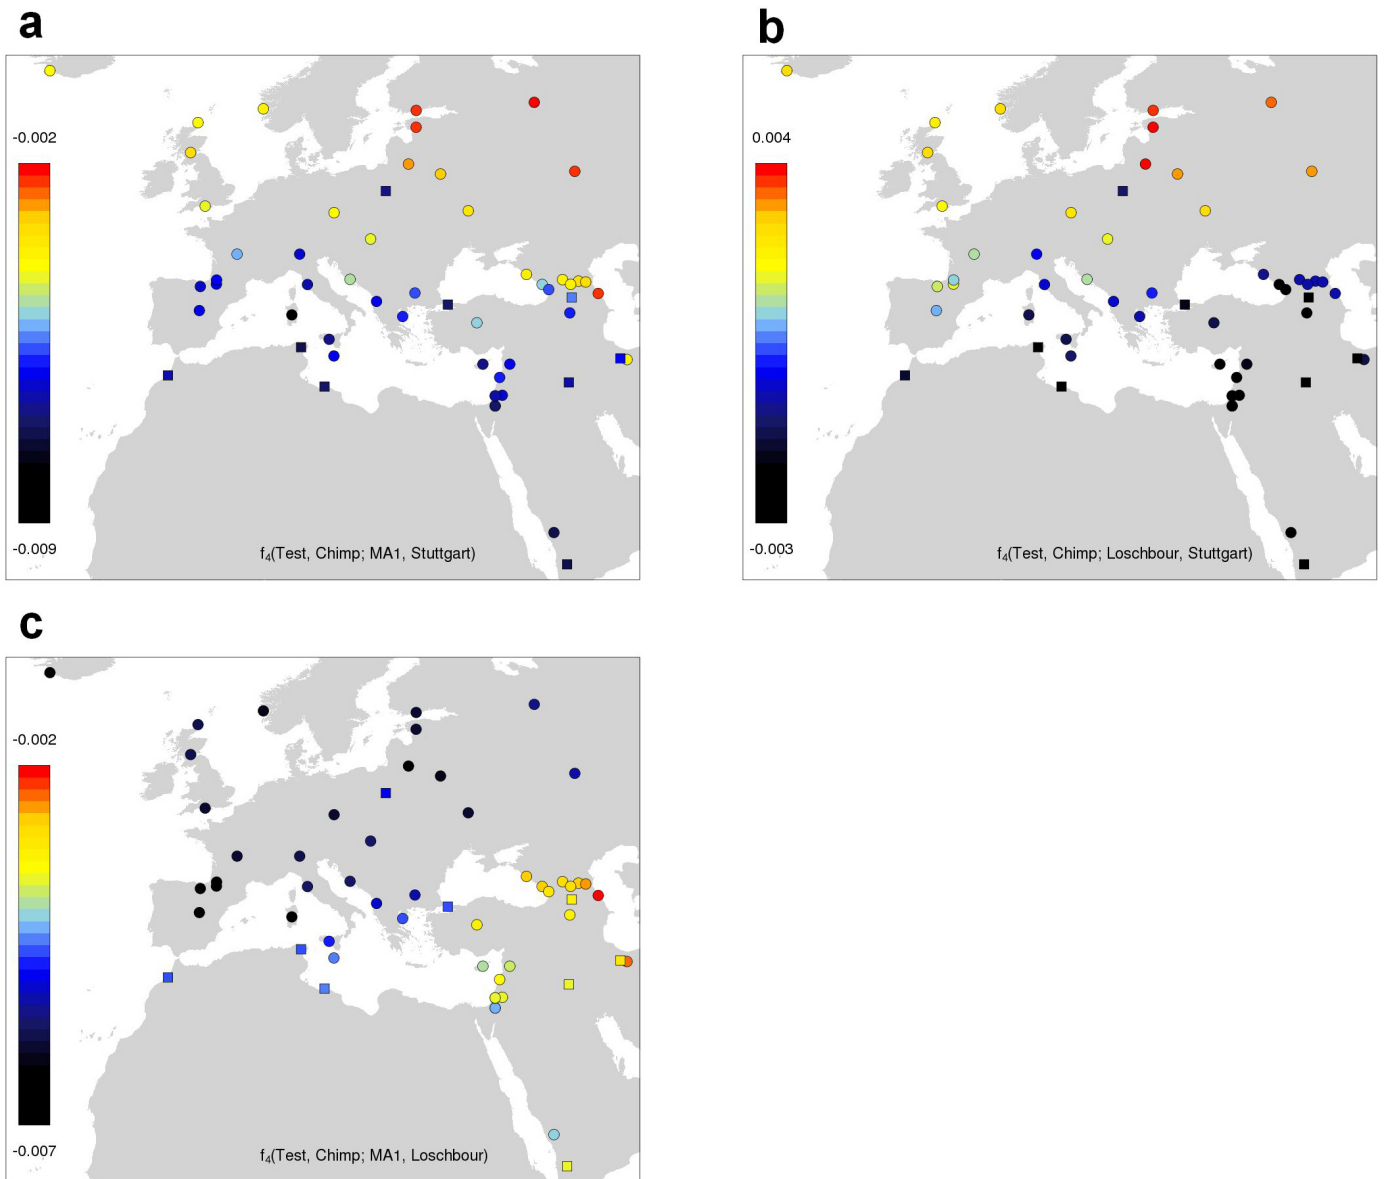 a
-0.002
-0.009
f4(Test, Chimp; MA1, Stuttgart)
b
0.004
-0.003
f4(Test, Chimp; Loschbour, Stuttgart)
c
-0.002
-0.007
f4(Test, Chimp; MA1, Loschbour)